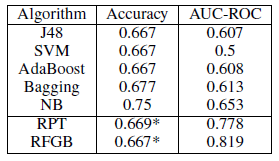 Algorithm Accuracy AUC-ROC
J48 0.667 0.607
SVM 0.667 0.5
AdaBoost 0.667 0.608
Bagging 0.677 0.613
NB 0.75 0.653
RPT 0.669* 0.778
RFGB 0.667* 0.819